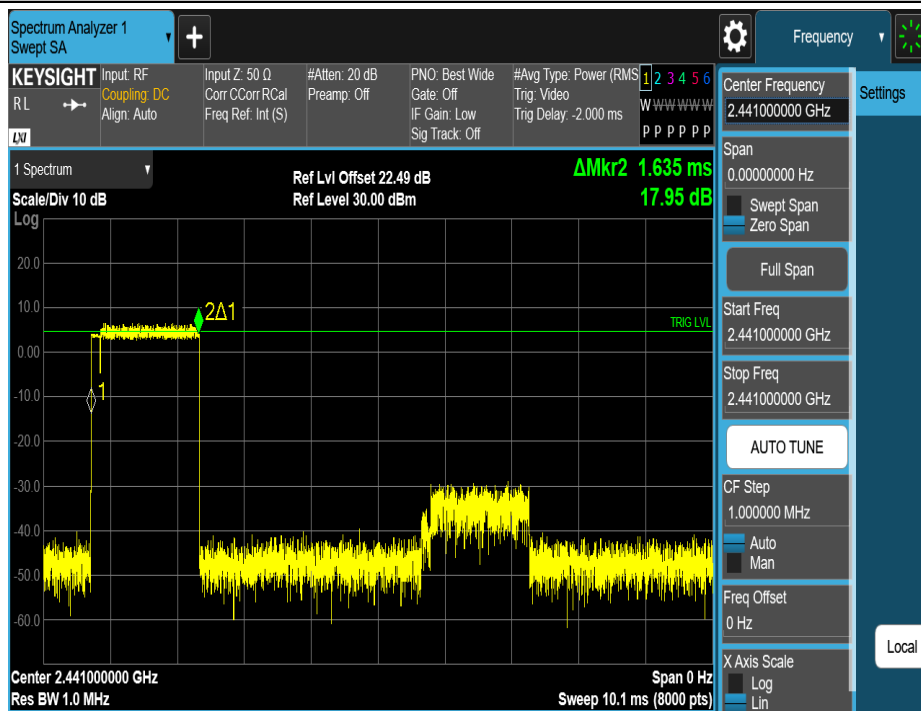 Spectrum Analyzer 1
Swept SA
Frequency
KEYSIGHT
RL
LXI
Input: RF
Coupling: DC
Align: Auto
Input Z: 50 Ω
Corr CCorr RCal
Freq Ref: Int (S)
#Atten: 20 dB
Preamp: Off
PNO: Best Wide
Gate: Off
IF Gain: Low
Sig Track: Off
#Avg Type: Power (RMS
Trig: Video
Trig Delay: -2.000 ms
1 2 3 4 5 6
W W W W W W
P P P P P P
1 Spectrum
Scale/Div 10 dB
Log
Ref Lvl Offset 22.49 dB
Ref Level 30.00 dBm
ΔMkr2 1.635 ms
17.95 dB
20.0
10.0
0.00
-10.0
-20.0
-30.0
-40.0
-50.0
-60.0
2Δ1
1
TRIG LVL
Center 2.441000000 GHz
Res BW 1.0 MHz
Span 0 Hz
Sweep 10.1 ms (8000 pts)
Center Frequency
2.441000000 GHz
Span
0.00000000 Hz
Swept Span
Zero Span
Full Span
Start Freq
2.441000000 GHz
Stop Freq
2.441000000 GHz
AUTO TUNE
CF Step
1.000000 MHz
Auto
Man
Freq Offset
0 Hz
X Axis Scale
Log
Lin
Settings
Local